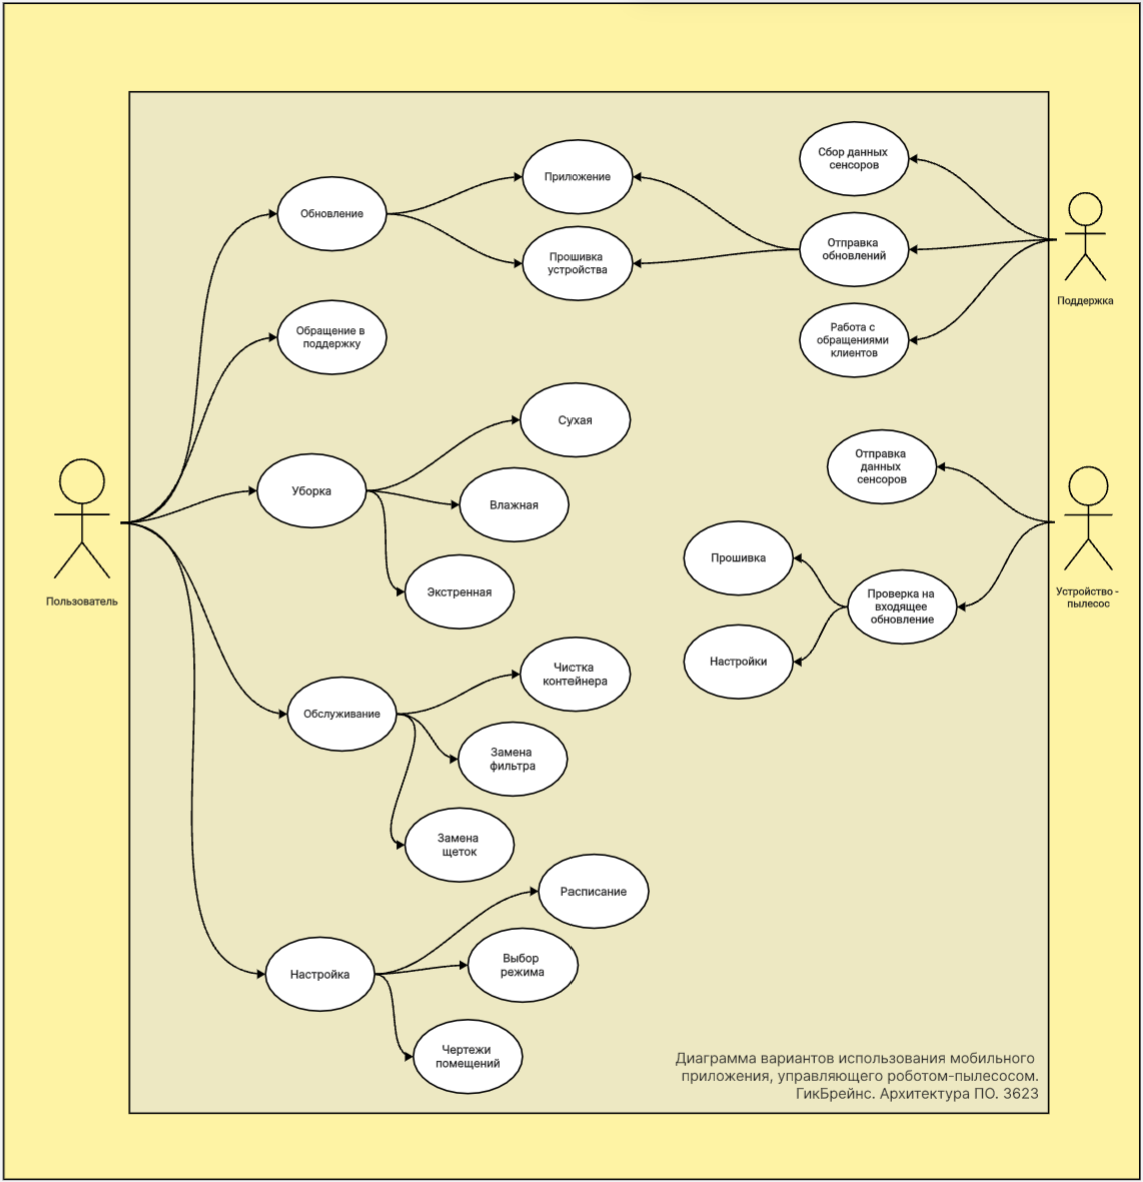 Обновление
Приложение
Прошивка
устройства
Сбор данных
сенсоров
Отправка
обновлений
Работа с
обращениями
клиентов
Поддержка
Обращение в
поддержку
Уборка
Сухая
Влажная
Экстренная
Пользователь
Отправка
данных
сенсоров
Прошивка
Проверка на
входящее
обновление
Настройки
Устройство -
пылесос
Обслуживание
Чистка
контейнера
Замена
фильтра
Замена
щеток
Настройка
Расписание
Выбор
режима
Чертежи
помещений
Диаграмма вариантов использования мобильного
приложения, управляющего роботом-пылесосом.
ГикБрейнс. Архитектура ПО. 3623